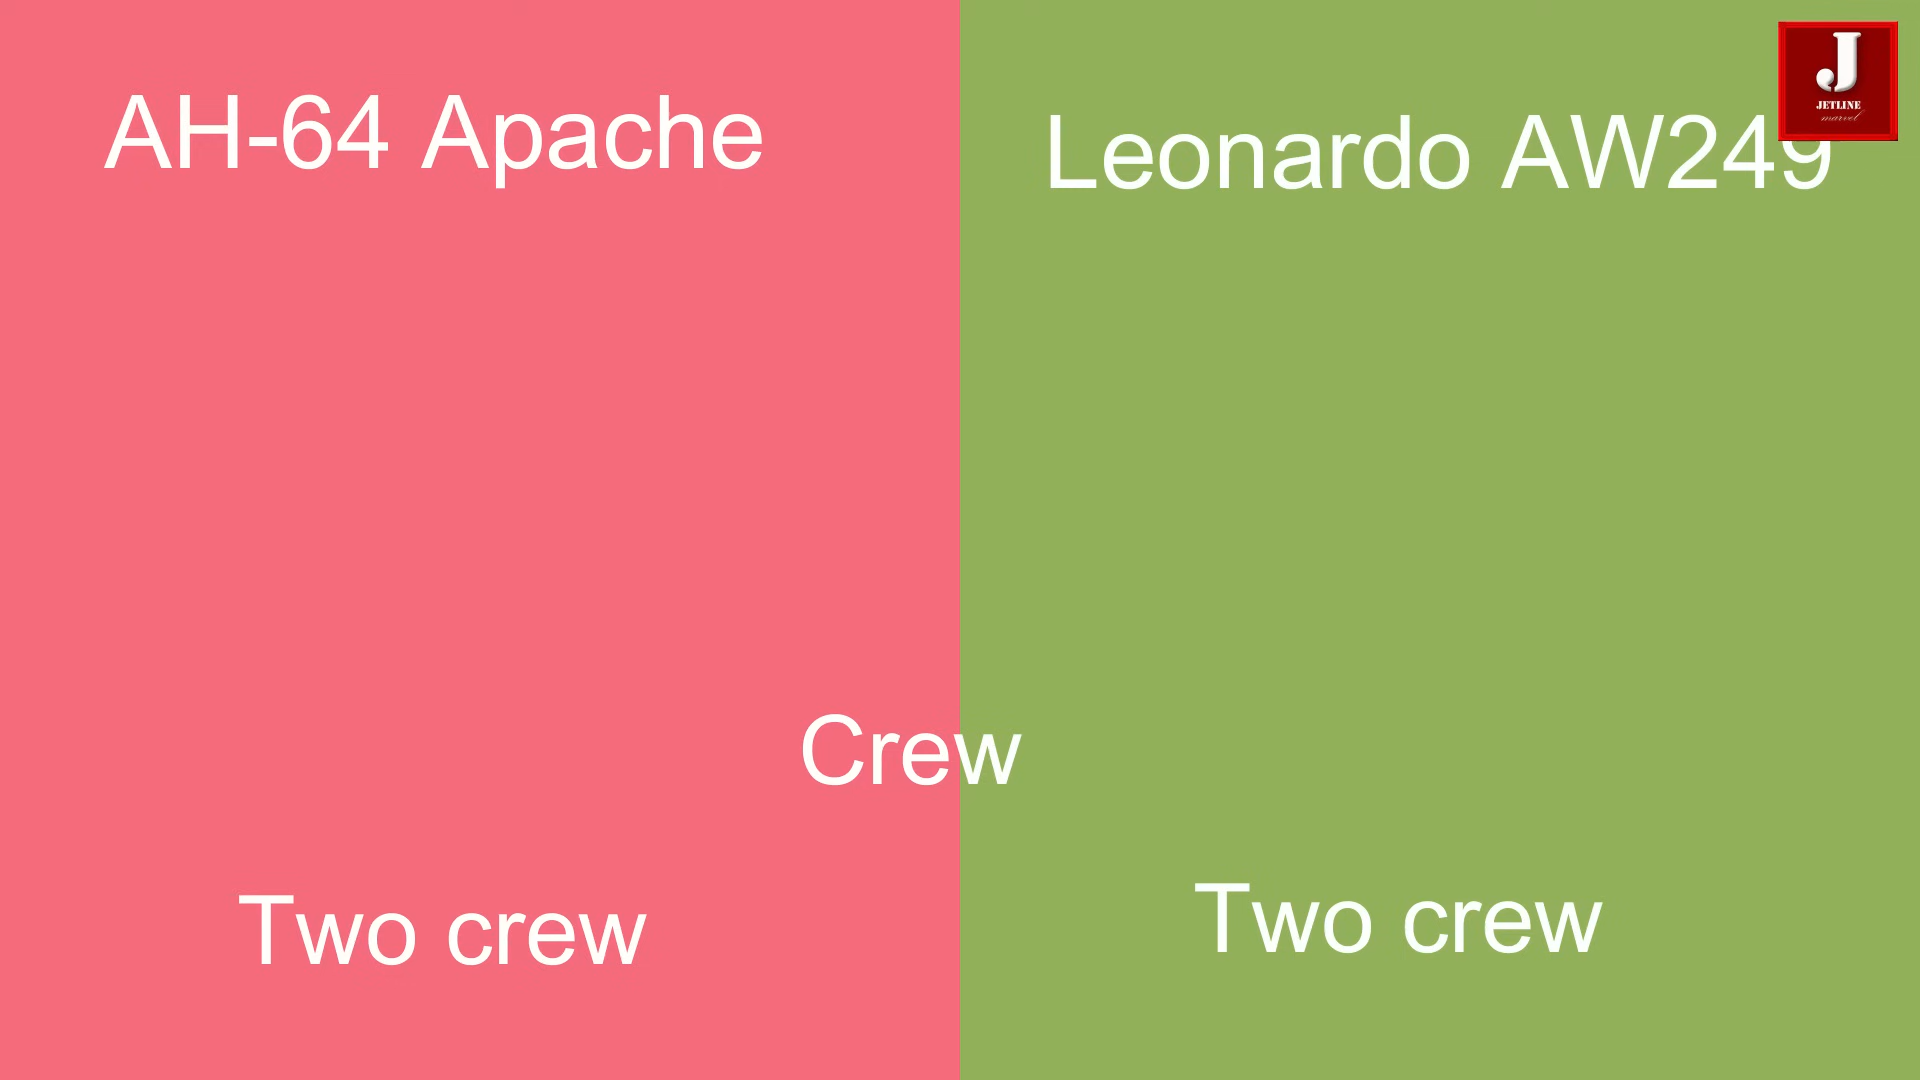 AH-64 Apache
Leonardo AW249
J
JETLINE
marvel
Crew
Two crew
Two crew